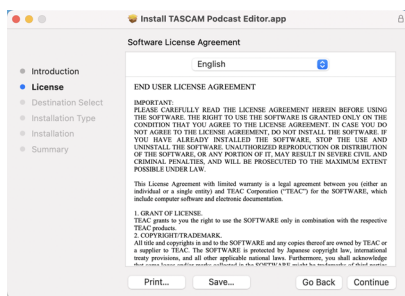 Install TASCAM Podcast Editor.app
Software License Agreement
English
Introduction
License
Destination Select
Installation Type
Installation
Summary
END USER LICENSE AGREEMENT
IMPORTANT:
PLEASE CAREFULLY READ THE LICENSE AGREEMENT HEREIN BEFORE USING
THE SOFTWARE. THE RIGHT TO USE THE SOFTWARE IS GRANTED ONLY ON THE
CONDITION THAT YOU AGREE TO THE LICENSE AGREEMENT. IN CASE YOU DO
NOT AGREE TO THE LICENSE AGREEMENT, DO NOT INSTALL THE SOFTWARE. IF
YOU HAVE ALREADY INSTALLED THE SOFTWARE, STOP THE USE AND
UNINSTALL THE SOFTWARE. UNAUTHORIZED REPRODUCTION OR DISTRIBUTION
OF THE SOFTWARE, OR ANY PORTION OF IT, MAY RESULT IN SEVERE CIVIL AND
CRIMINAL PENALTIES, AND WILL BE PROSECUTED TO THE MAXIMUM EXTENT
POSSIBLE UNDER LAW.
This License Agreement with limited warranty is a legal agreement between you (either an
individual or a single entity) and TEAC Corporation ("TEAC") for the SOFTWARE, which
include computer software and electronic documentation.
1. GRANT OF LICENSE.
TEAC grants to you the right to use the SOFTWARE only in combination with the respective
TEAC products.
2. COPYRIGHT/TRADEMARK.
All title and copyrights in and to the SOFTWARE and any copies thereof are owned by TEAC or
a supplier to TEAC. The SOFTWARE is protected by Japanese copyright law, international
treaty provisions, and all other applicable national laws. Furthermore, you shall acknowledge
Print...
Save...
Go Back
Continue